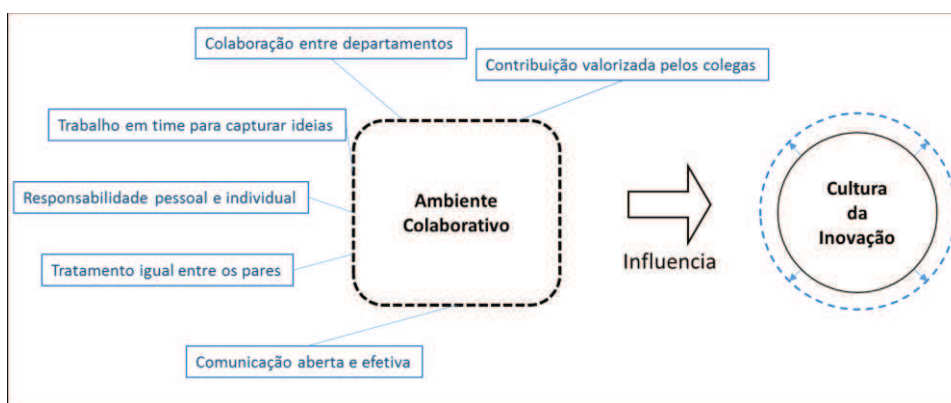 Colaboração entre departamentos
Contribuição valorizada pelos colegas
Trabalho em time para capturar ideias
Responsabilidade pessoal e individual
Tratamento igual entre os pares
Comunicação aberta e efetiva
Ambiente
Colaborativo
Influencia
Cultura
da
Inovação